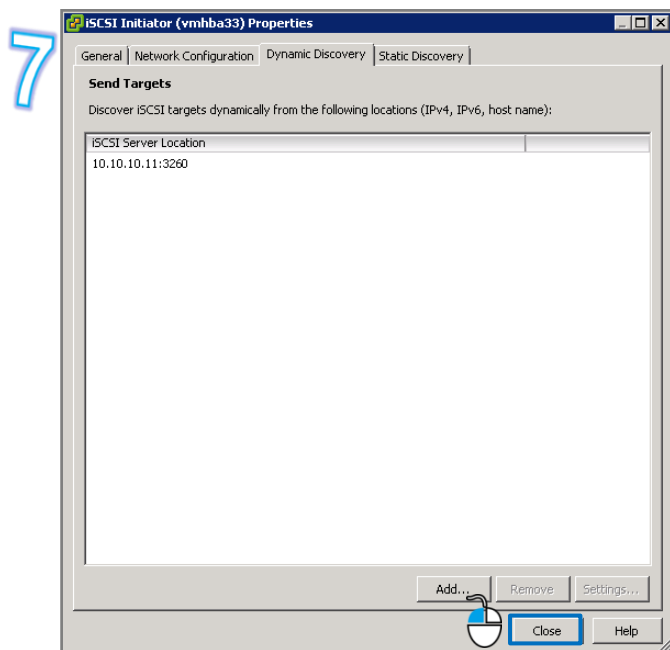 7
iSCSI Initiator (vmhba33) Properties
General Network Configuration Dynamic Discovery Static Discovery
Send Targets
Discover iSCSI targets dynamically from the following locations (IPv4, IPv6, host name):
iSCSI Server Location
10.10.10.11:3260
Add... Remove Settings...
Close Help